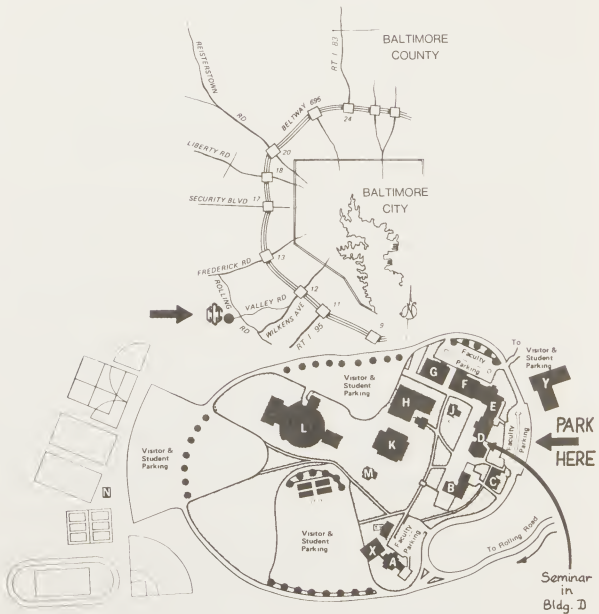 BALTIMORE
COUNTY
REISTERSTOWN
RD
RT I 83
BELTWAY 695
24
20
LIBERTY RD
18
SECURITY BLVD
17
BALTIMORE
CITY
FREDERICK RD
13
ROLLING
RD
VALLEY RD
12
WILKENS AVE
11
RT I 95
9
To
Visitor &
Student
Parking
Faculty
Parking
Visitor &
Student
Parking
G
F
Y
E
H
J
L
K
D
Faculty
Parking
PARK
HERE
Visitor &
Student
Parking
M
B
C
N
Visitor &
Student
Parking
Faculty
Parking
X
A
To Rolling Road
Seminar
in
Bldg. D